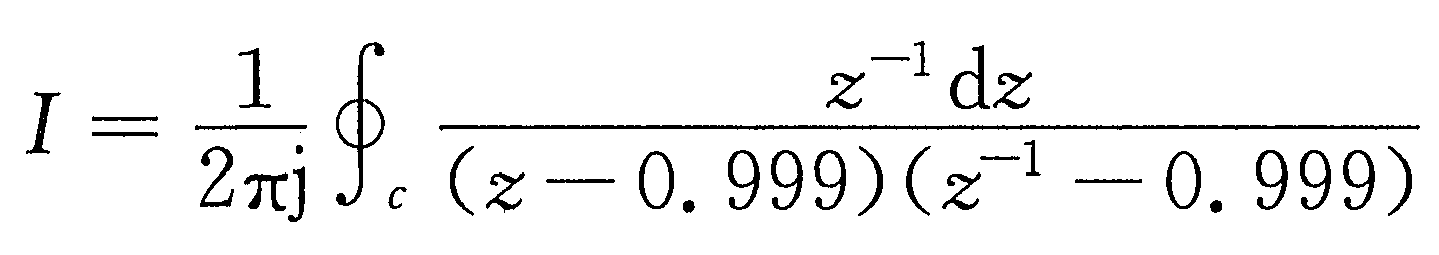 I = \frac{1}{2\pi j} \oint_c \frac{z^{-1} dz}{(z - 0.999)(z^{-1} - 0.999)}